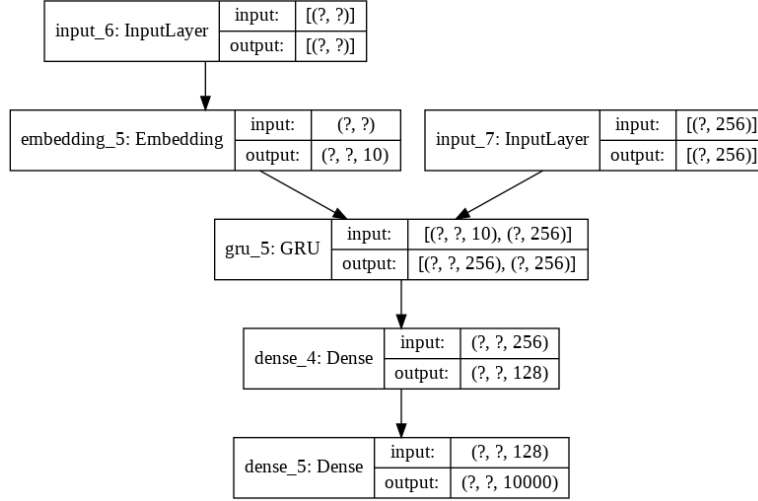 input_6: InputLayer
input: [(?, ?)]
output: [(?, ?)]
embedding_5: Embedding
input: (?, ?)
output: (?, ?, 10)
input_7: InputLayer
input: [(?, 256)]
output: [(?, 256)]
gru_5: GRU
input: [(?, ?, 10), (?, 256)]
output: [(?, ?, 256), (?, 256)]
dense_4: Dense
input: (?, ?, 256)
output: (?, ?, 128)
dense_5: Dense
input: (?, ?, 128)
output: (?, ?, 10000)